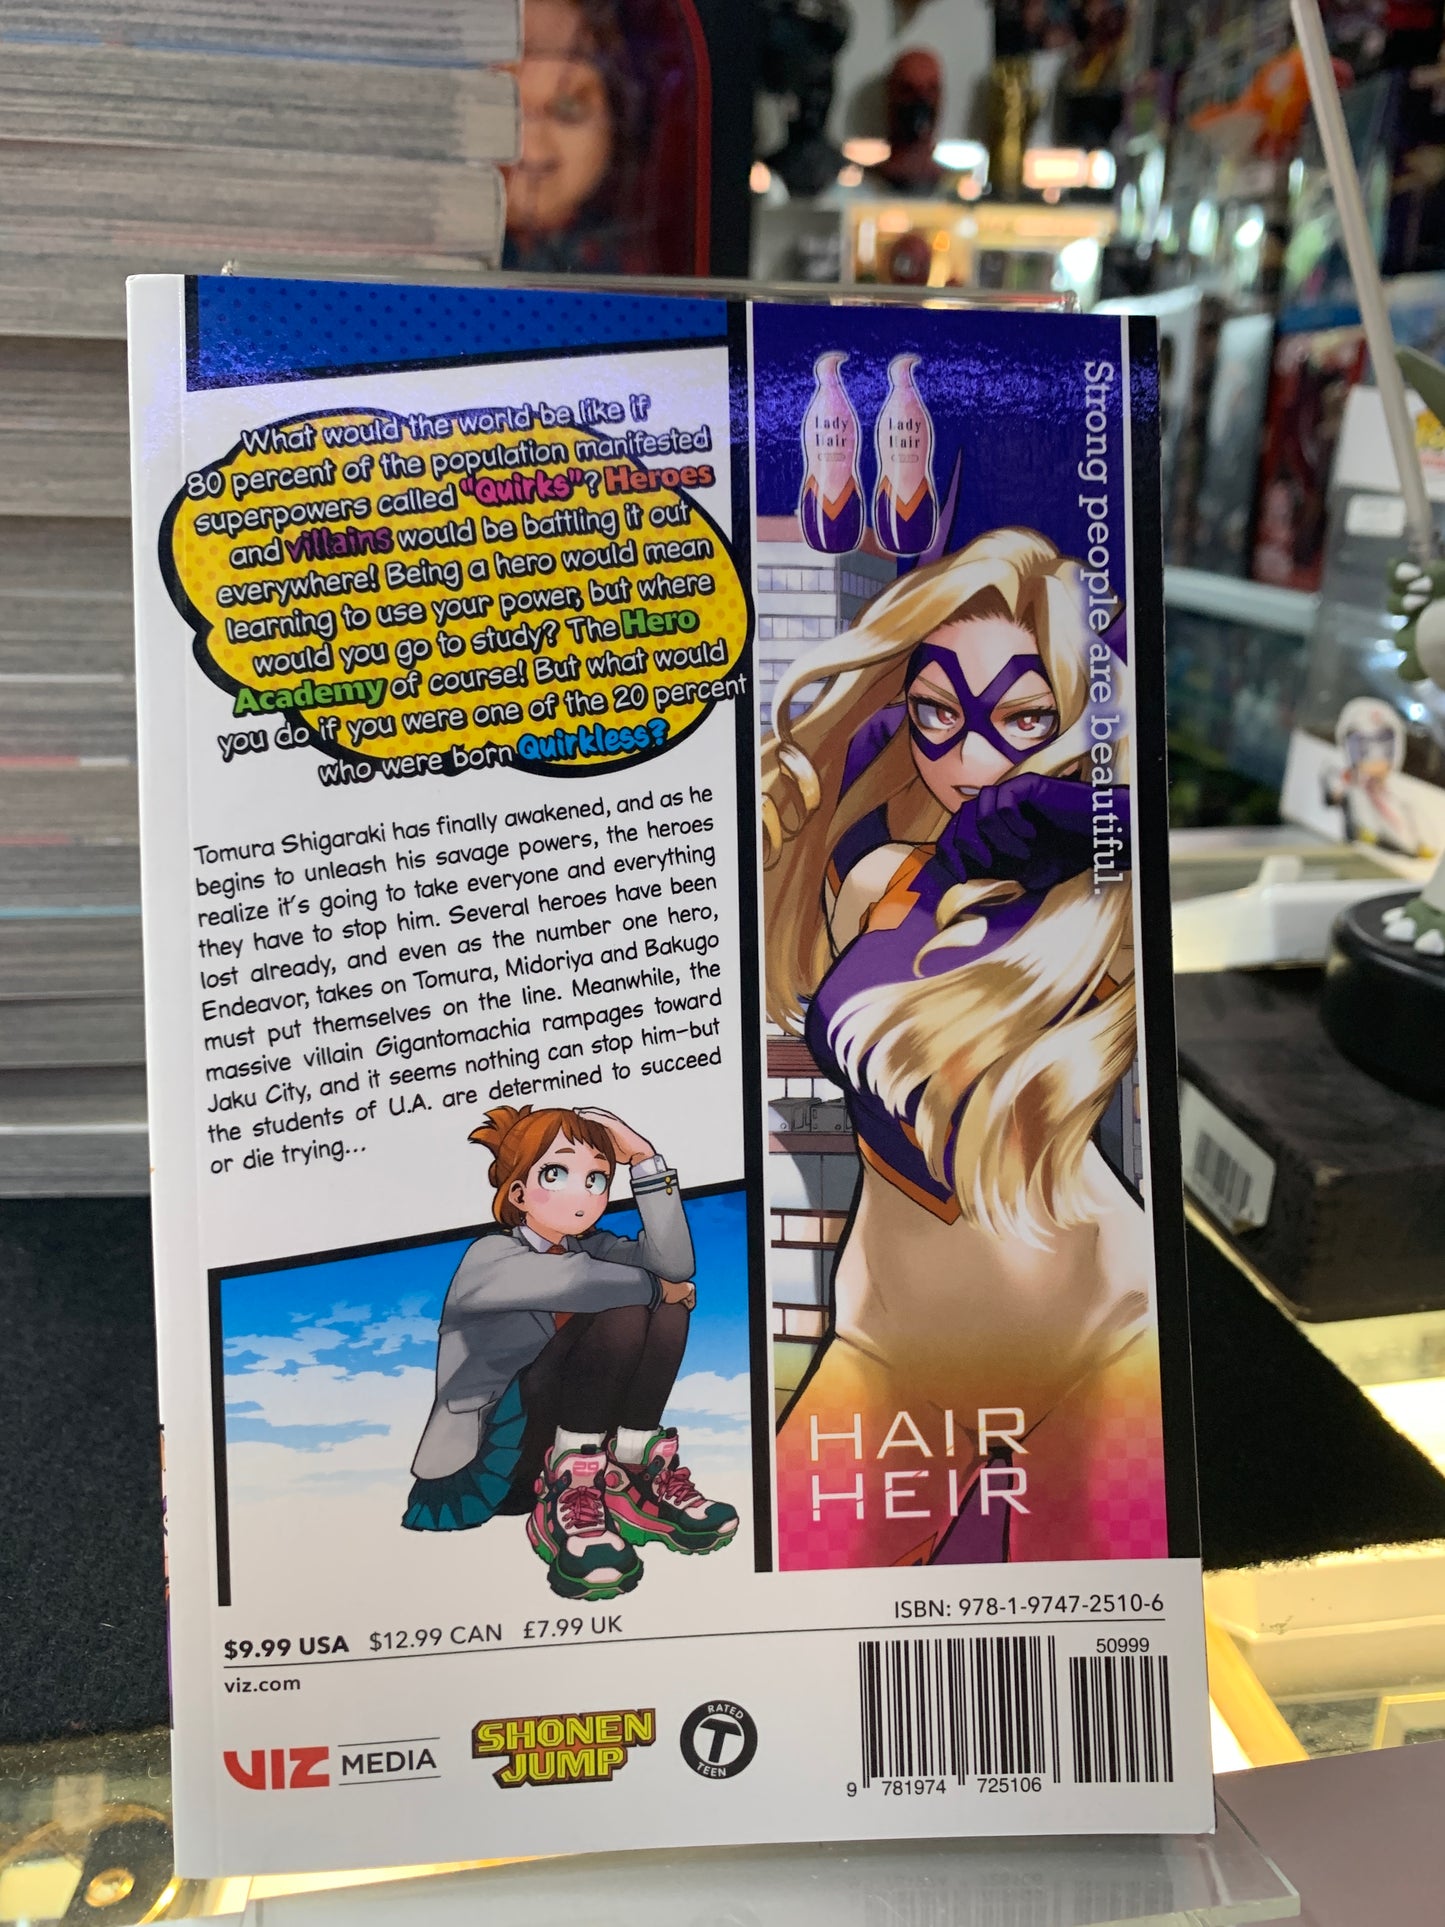 What would the world be like if
80 percent of the population manifested
superpowers called "Quirks"? Heroes
and villains would be battling it out
everywhere! Being a hero would mean
learning to use your power, but where
would you go to study? The Hero
Academy of course! But what would
you do if you were one of the 20 percent
who were born Quirkless?
Tomura Shigaraki has finally awakened, and as he
begins to unleash his savage powers, the heroes
realize it's going to take everyone and everything
they have to stop him. Several heroes have been
lost already, and even as the number one hero,
Endeavor, takes on Tomura, Midoriya and Bakugo
must put themselves on the line. Meanwhile, the
massive villain Gigantomachia rampages toward
Jaku City, and it seems nothing can stop him—but
the students of U.A. are determined to succeed
or die trying...
Lady
Hair
Lady
Hair
Strong people are beautiful.
HAIR
HEIR
$9.99 USA $12.99 CAN £7.99 UK
viz.com
VIZ MEDIA
SHONEN
JUMP
RATED
T
TEEN
ISBN: 978-1-9747-2510-6
50999
9 781974 725106